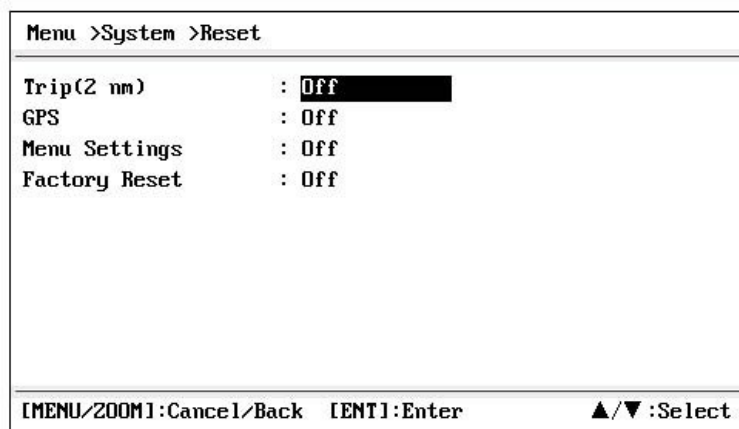 Menu >System >Reset
Trip(2 nm) : Off
GPS : Off
Menu Settings : Off
Factory Reset : Off
[MENU/ZOOM]:Cancel/Back [ENT]:Enter ▲/▼:Select